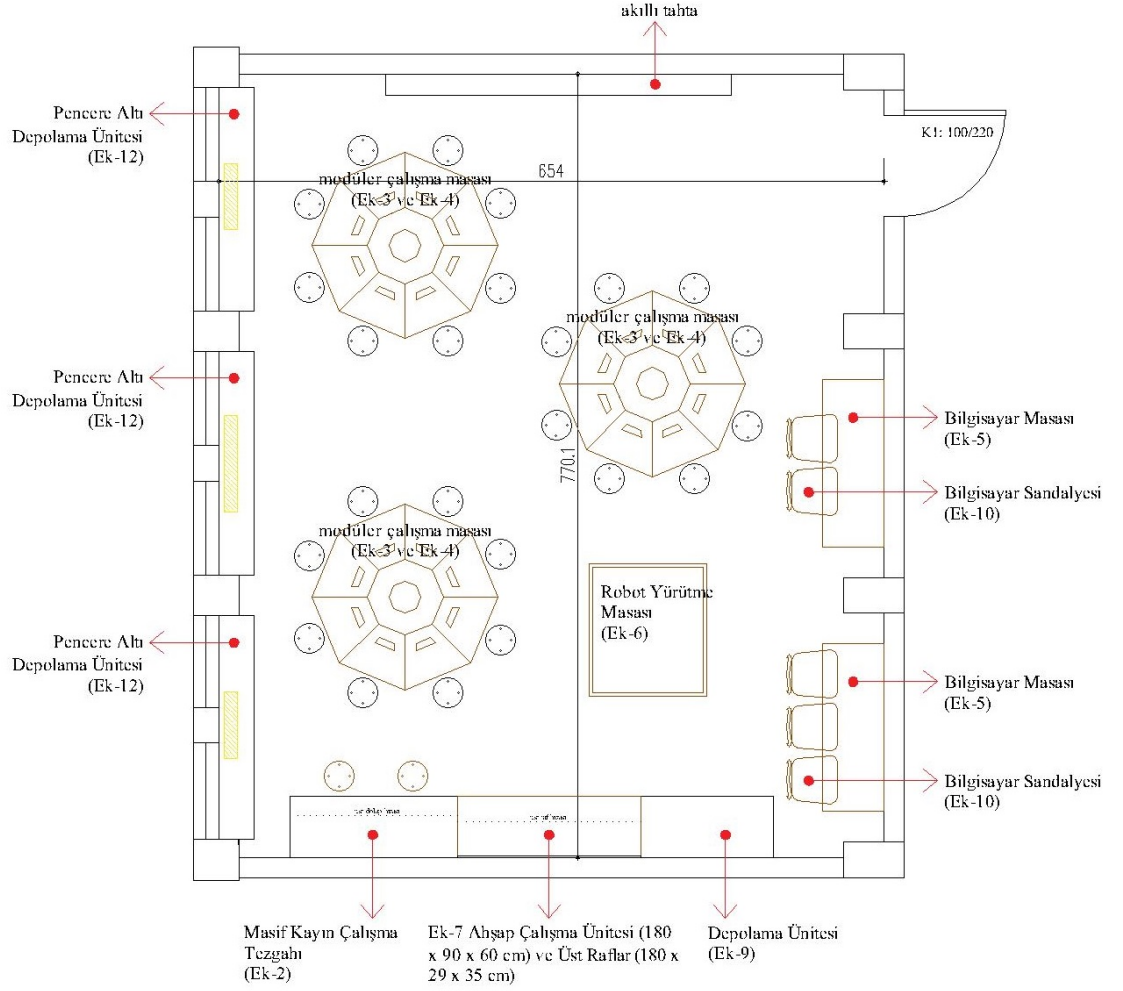 akıllı tahta
Pencere Altı
Depolama Ünitesi
(Ek-12)
K1: 100/220
654
modüler çalışma masası
(Ek-3 ve Ek-4)
modüler çalışma masası
(Ek-3 ve Ek-4)
Pencere Altı
Depolama Ünitesi
(Ek-12)
Bilgisayar Masası
(Ek-5)
770.1
Bilgisayar Sandalyesi
(Ek-10)
modüler çalışma masası
(Ek-3 ve Ek-4)
Robot Yürütme
Masası
(Ek-6)
Pencere Altı
Depolama Ünitesi
(Ek-12)
Bilgisayar Masası
(Ek-5)
Bilgisayar Sandalyesi
(Ek-10)
Masif Kayın Çalışma
Tezgahı
(Ek-2)
Ek-7 Ahşap Çalışma Ünitesi (180
x 90 x 60 cm) ve Üst Raflar (180 x
29 x 35 cm)
Depolama Ünitesi
(Ek-9)